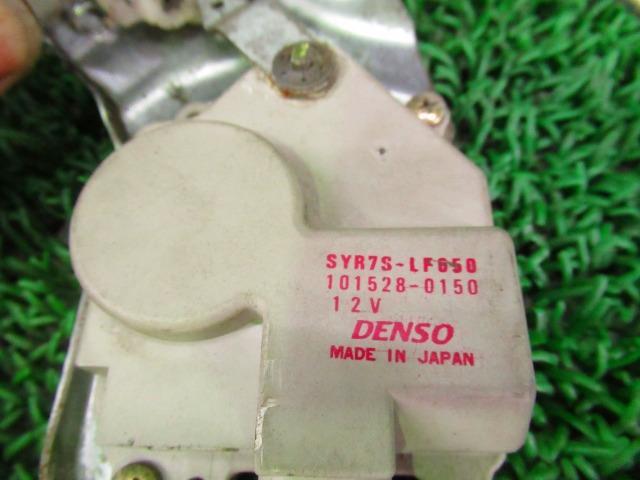 SYR7S-LF650
101528-0150
12V
DENSO
MADE IN JAPAN